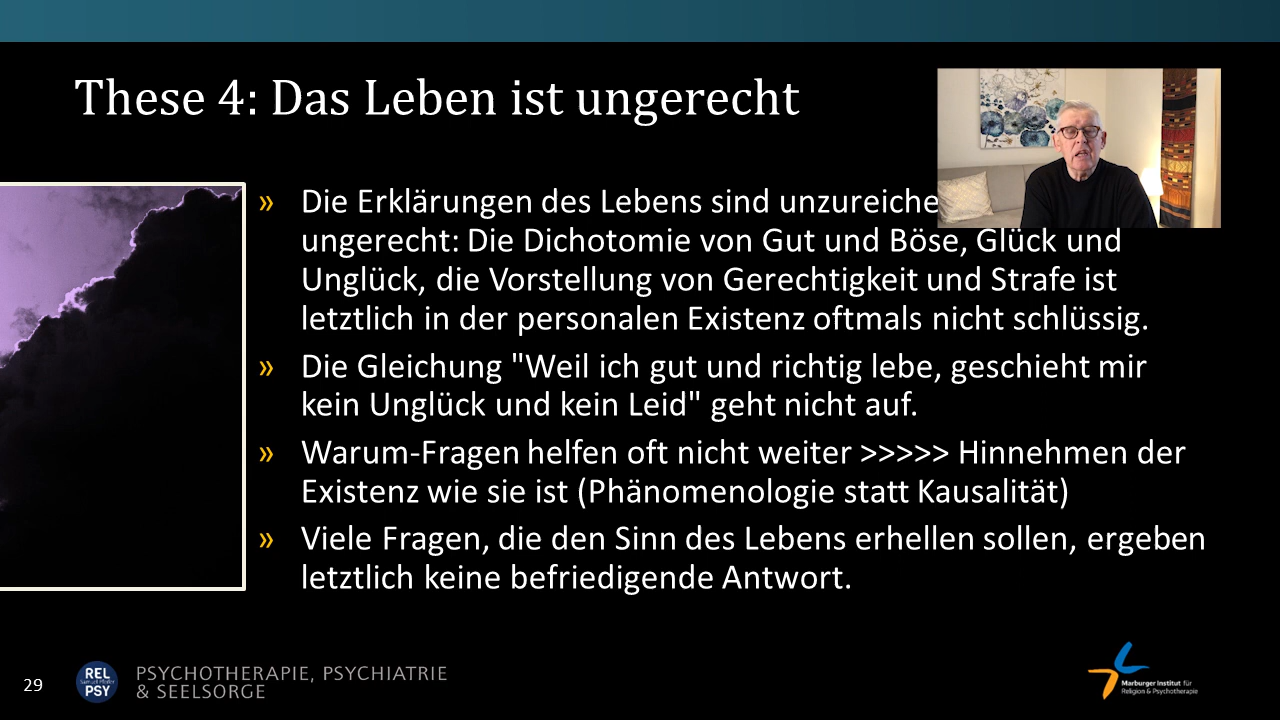 These 4: Das Leben ist ungerecht
» Die Erklärungen des Lebens sind
ungerecht: Die Dichotomie von Gut und Böse, Glück und
Unglück, die Vorstellung von Gerechtigkeit und Strafe ist
letztlich in der personalen Existenz oftmals nicht schlüssig.
» Die Gleichung "Weil ich gut und richtig lebe, geschieht mir
kein Unglück und kein Leid" geht nicht auf.
» Warum-Fragen helfen oft nicht weiter >>>>> Hinnehmen der
Existenz wie sie ist (Phänomenologie statt Kausalität)
» Viele Fragen, die den Sinn des Lebens erhellen sollen, ergeben
letztlich keine befriedigende Antwort.
29
REL
Samuel Pfeifer
PSY
PSYCHOTHERAPIE, PSYCHIATRIE
& SEELSORGE
Marburger Institut für
Religion & Psychotherapie